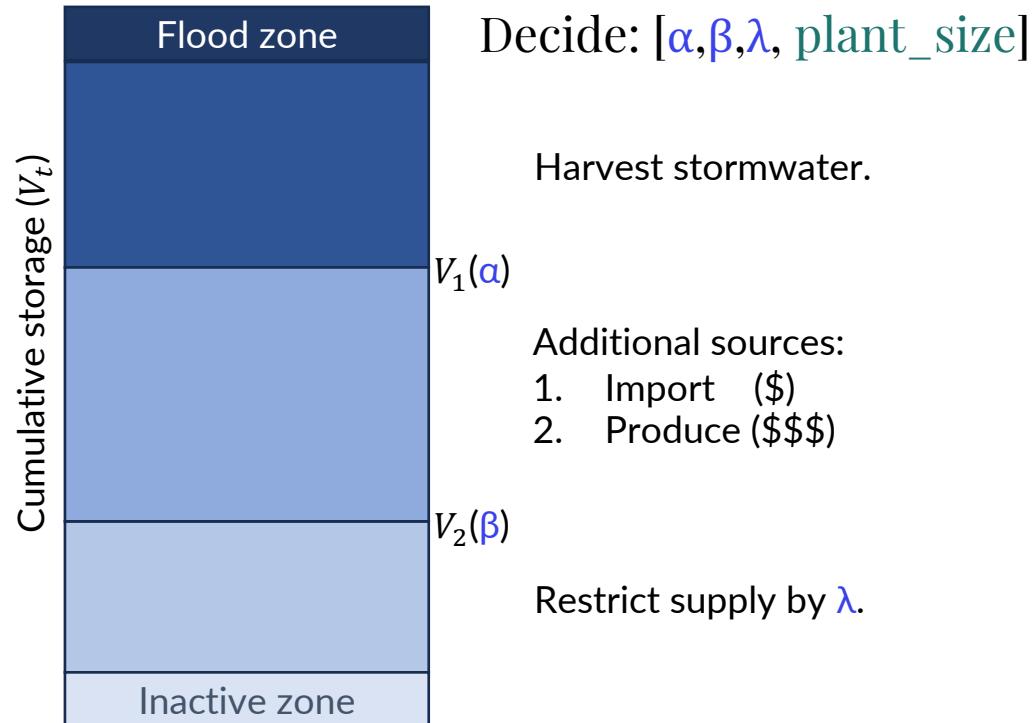 Flood zone
Decide: [α,β,λ, plant_size]
Cumulative storage (V_t)
Harvest stormwater.
V_1(α)
Additional sources:
1. Import ($)
2. Produce ($$$)
V_2(β)
Restrict supply by λ.
Inactive zone